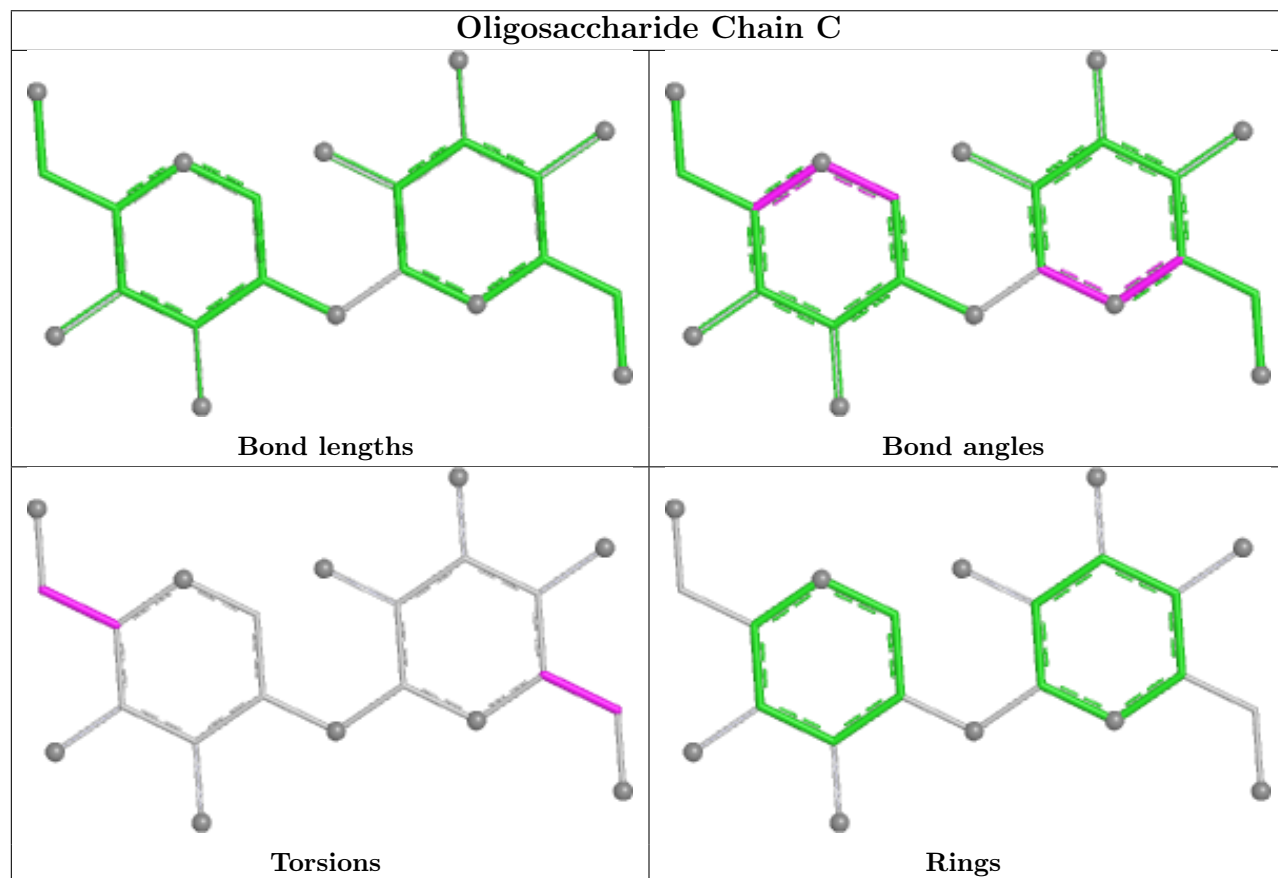 Oligosaccharide Chain C
Bond lengths
Bond angles
Torsions
Rings